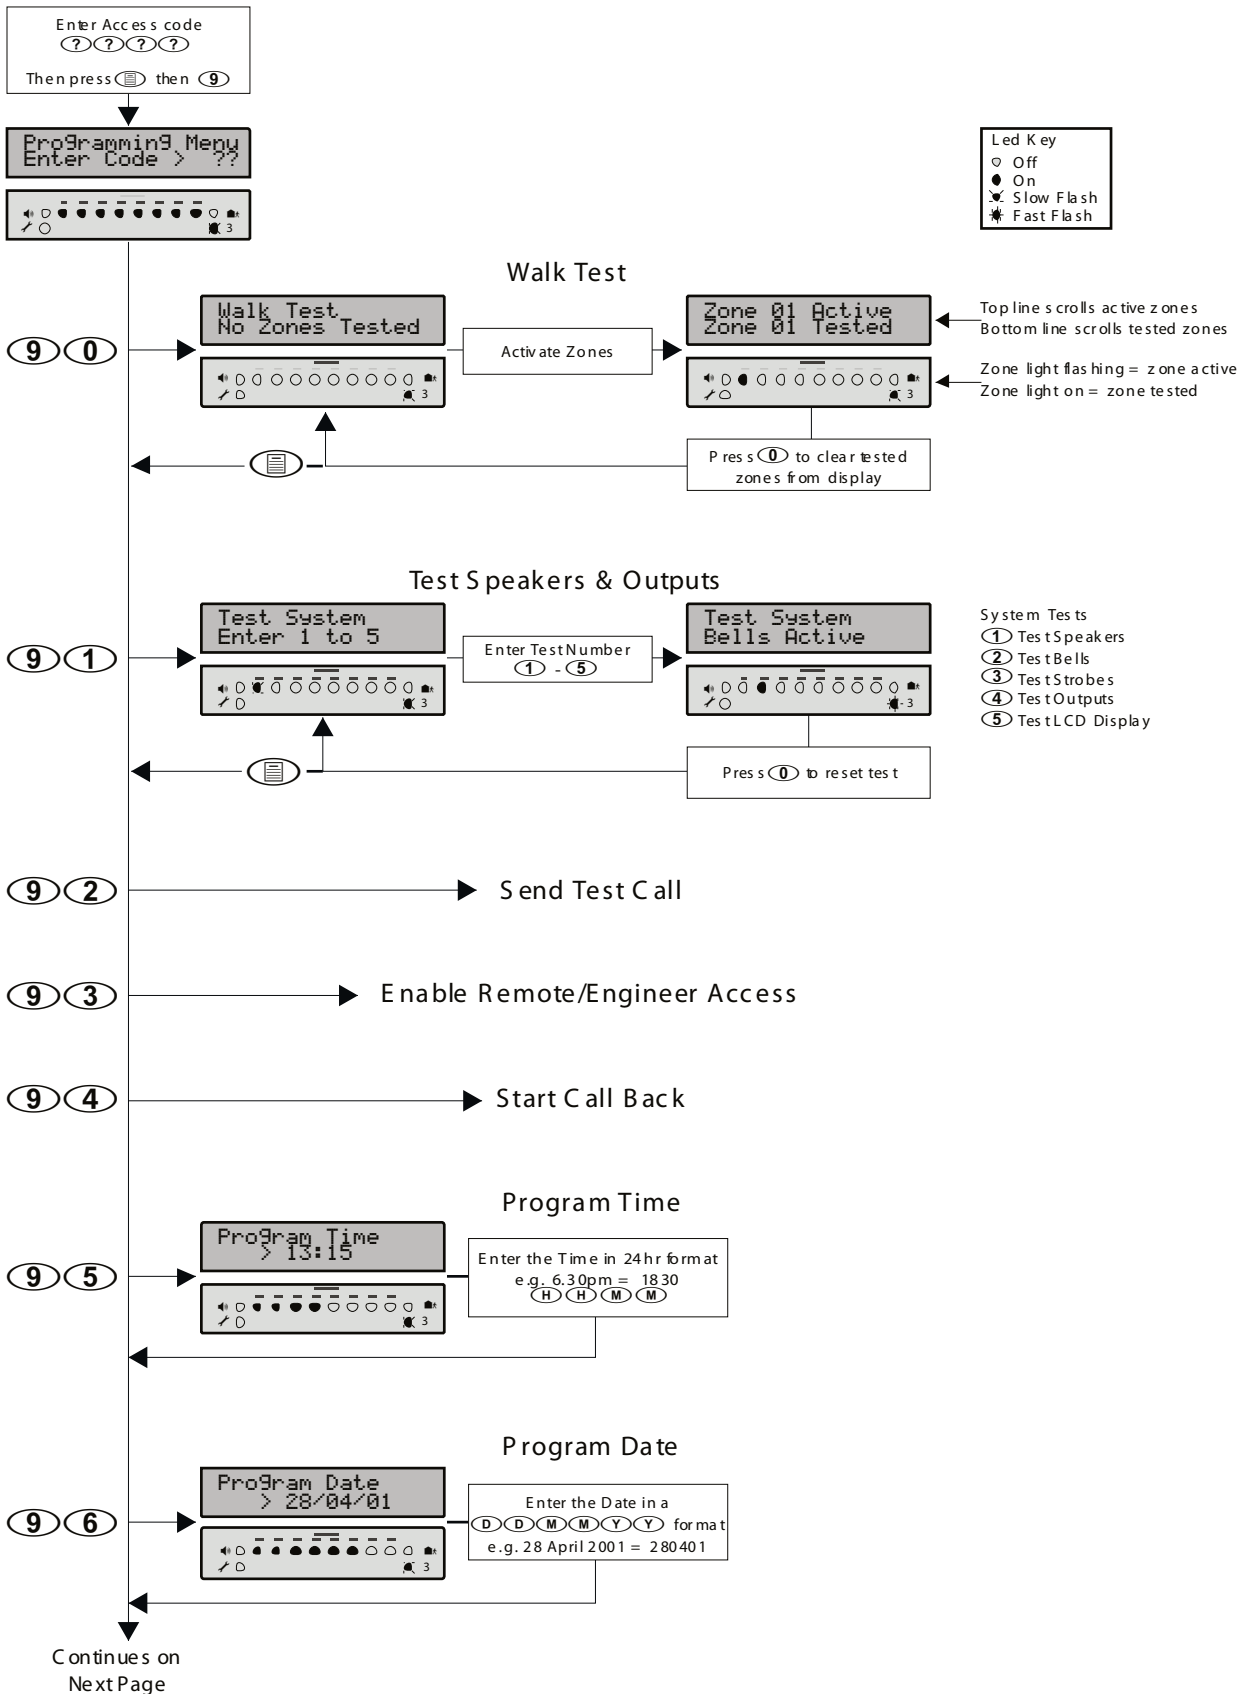 Enter Access code
? ? ? ?
Then press then 9
Programming Menu
Enter Code > ??
3
Led Key
Off
On
Slow Flash
Fast Flash
Walk Test
9 0
Walk Test
No Zones Tested
3
Activate Zones
Zone 01 Active
Zone 01 Tested
3
Top line scrolls active zones
Bottom line scrolls tested zones
Zone light flashing = zone active
Zone light on = zone tested
Press 0 to clear tested
zones from display
Test Speakers & Outputs
9 1
Test System
Enter 1 to 5
3
Enter Test Number
1 - 5
Test System
Bells Active
3
System Tests
1 Test Speakers
2 Test Bells
3 Test Strobes
4 Test Outputs
5 Test LCD Display
Press 0 to reset test
9 2
Send Test Call
9 3
Enable Remote/Engineer Access
9 4
Start Call Back
Program Time
9 5
Program Time
> 13:15
3
Enter the Time in 24hr format
e.g. 6.30pm = 1830
H H M M
Program Date
9 6
Program Date
> 28/04/01
3
Enter the Date in a
D D M M Y Y format
e.g. 28 April 2001 = 280401
Continues on
Next Page